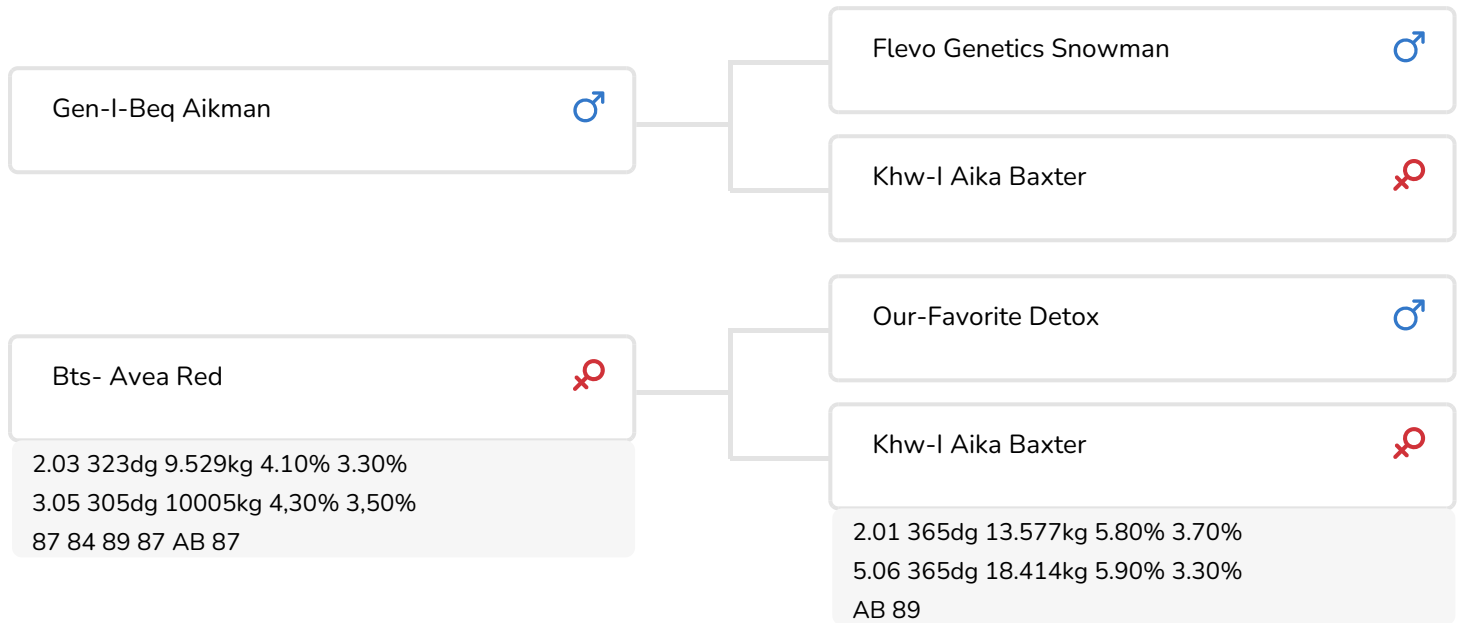 Flevo Genetics Snowman
Gen-I-Beq Aikman
Khw-I Aika Baxter
Our-Favorite Detox
Bts- Avea Red
2.03 323dg 9.529kg 4.10% 3.30%
3.05 305dg 10005kg 4,30% 3,50%
87 84 89 87 AB 87
Khw-I Aika Baxter
2.01 365dg 13.577kg 5.80% 3.70%
5.06 365dg 18.414kg 5.90% 3.30%
AB 89